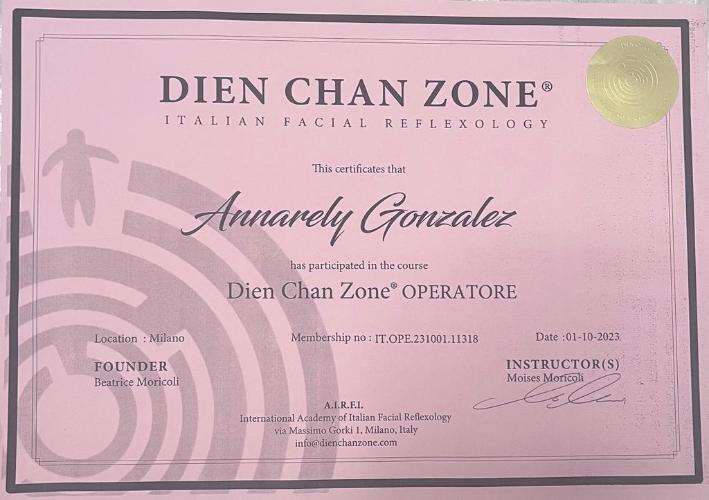 DIEN CHAN ZONE®
ITALIAN FACIAL REFLEXOLOGY
This certificates that
Annarely Gonzalez
has participated in the course
Dien Chan Zone® OPERATORE
Location : Milano
Membership no : IT.OPE.231001.11318
Date :01-10-2023
FOUNDER
Beatrice Moricoli
INSTRUCTOR(S)
Moises Moricoli
A.I.R.F.I.
International Academy of Italian Facial Reflexology
via Massimo Gorki 1, Milano, Italy
info@dienchanzone.com